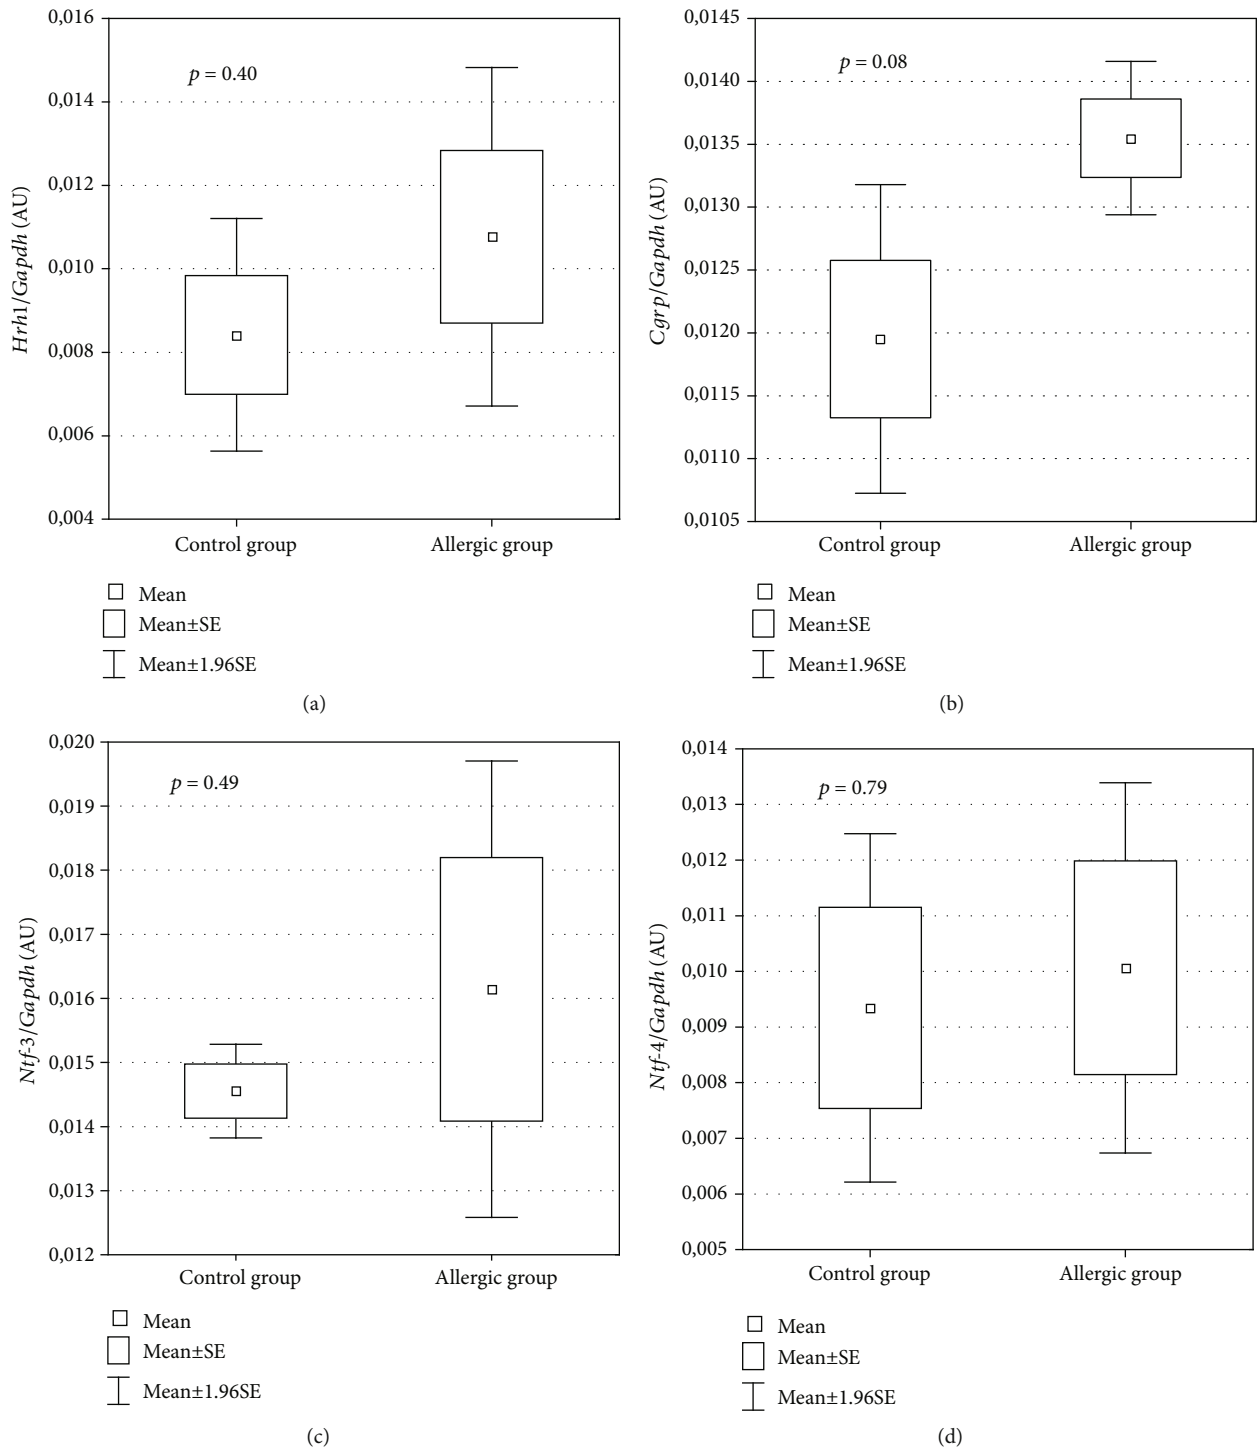 0,016
0,014
0,012
0,010
0,008
0,006
0,004
Hrh1/Gapdh (AU)
p = 0.40
Control group
Allergic group
Mean
Mean±SE
Mean±1.96SE
(a)
0,0145
0,0140
0,0135
0,0130
0,0125
0,0120
0,0115
0,0110
0,0105
Cgrp/Gapdh (AU)
p = 0.08
Control group
Allergic group
Mean
Mean±SE
Mean±1.96SE
(b)
0,020
0,019
0,018
0,017
0,016
0,015
0,014
0,013
0,012
Ntf-3/Gapdh (AU)
p = 0.49
Control group
Allergic group
Mean
Mean±SE
Mean±1.96SE
(c)
0,014
0,013
0,012
0,011
0,010
0,009
0,008
0,007
0,006
0,005
Ntf-4/Gapdh (AU)
p = 0.79
Control group
Allergic group
Mean
Mean±SE
Mean±1.96SE
(d)